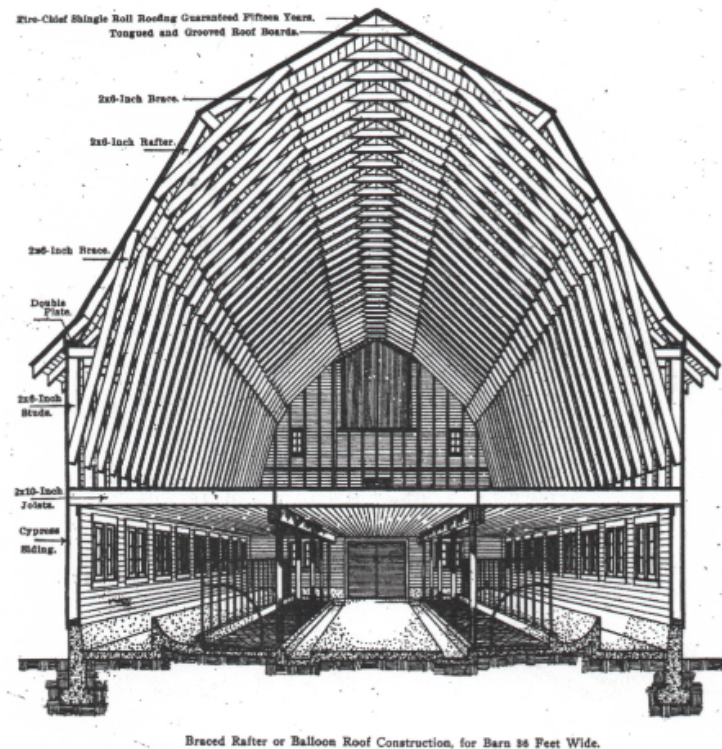 Fire-Chief Shingle Roll Roofing Guaranteed Fifteen Years.
Tongued and Grooved Roof Boards.
2x6-Inch Brace.
2x6-Inch Rafter.
2x6-Inch Brace.
Double
Plate.
2x6-Inch
Studs.
2x10-Inch
Joists.
Cypress
Siding.
Braced Rafter or Balloon Roof Construction, for Barn 36 Feet Wide.